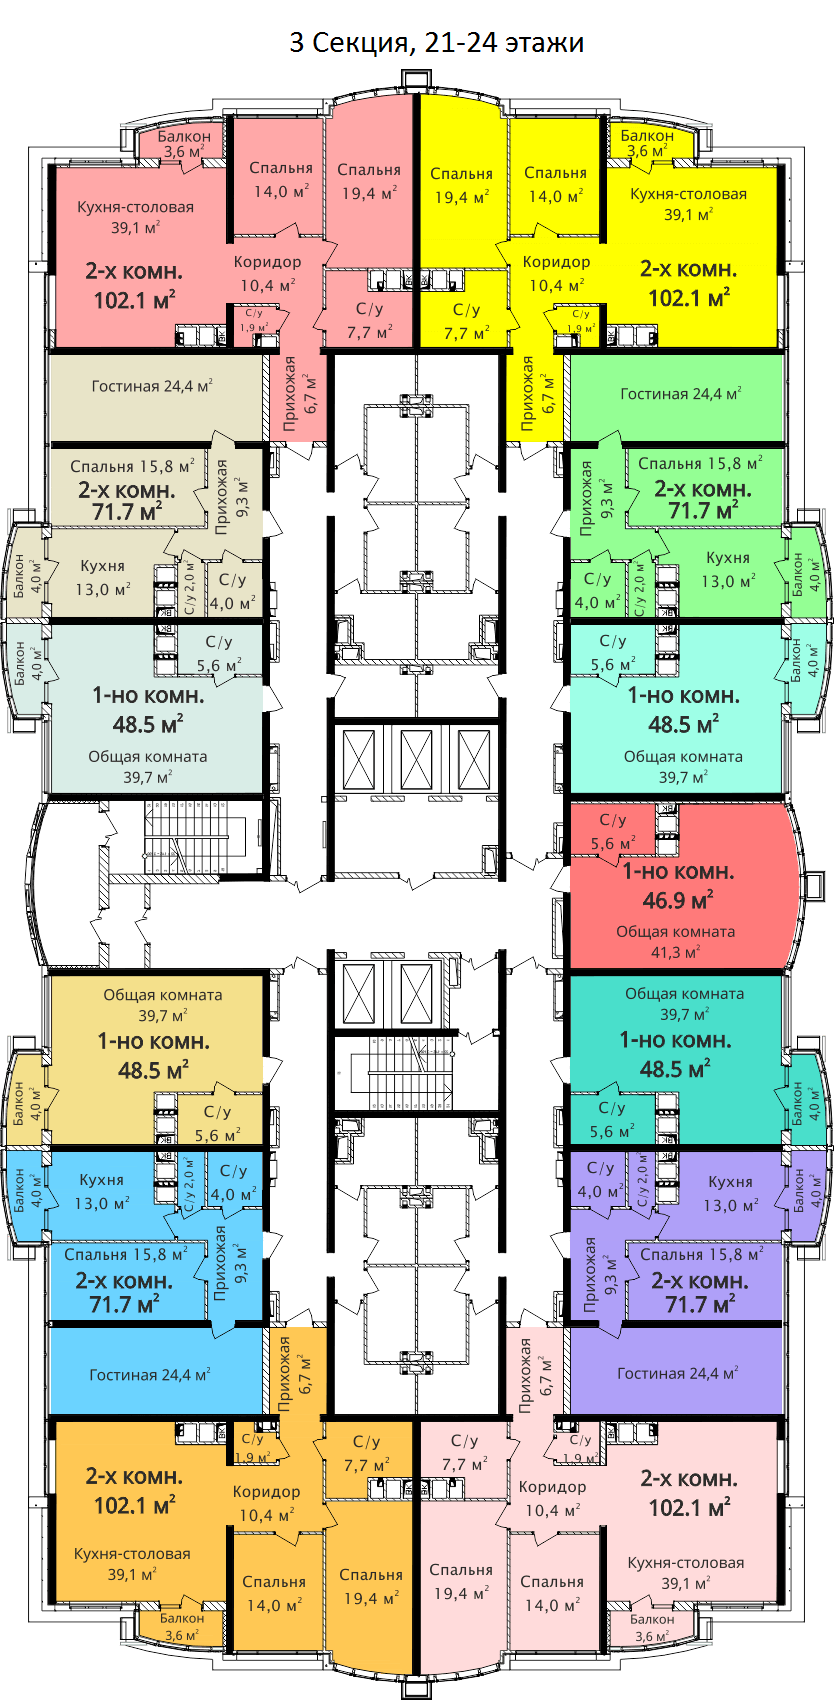 3 Секция, 21-24 этажи
Балкон
3,6 м²
Спальня
14,0 м²
Спальня
19,4 м²
Кухня-столовая
39,1 м²
2-х комн.
102.1 м²
Коридор
10,4 м²
С/у
1,9 м²
С/у
7,7 м²
ВК
ВК
Прихожая
6,7 м²
Спальня
19,4 м²
Спальня
14,0 м²
Балкон
3,6 м²
Кухня-столовая
39,1 м²
2-х комн.
102.1 м²
Коридор
10,4 м²
С/у
7,7 м²
С/у
1,9 м²
ВК
ВК
Прихожая
6,7 м²
Гостиная 24,4 м²
Спальня 15,8 м²
2-х комн.
71.7 м²
Прихожая
9,3 м²
Балкон
4,0 м²
Кухня
13,0 м²
С/у 2,0 м²
С/у
4,0 м²
ВК
Гостиная 24,4 м²
Прихожая
9,3 м²
Спальня 15,8 м²
2-х комн.
71.7 м²
С/у
4,0 м²
С/у 2,0 м²
Кухня
13,0 м²
Балкон
4,0 м²
ВК
Балкон
4,0 м²
С/у
5,6 м²
1-но комн.
48.5 м²
Общая комната
39,7 м²
С/у
5,6 м²
Балкон
4,0 м²
1-но комн.
48.5 м²
Общая комната
39,7 м²
ВК
С/у
5,6 м²
1-но комн.
46.9 м²
Общая комната
41,3 м²
Общая комната
39,7 м²
1-но комн.
48.5 м²
Балкон
4,0 м²
С/у
5,6 м²
Общая комната
39,7 м²
1-но комн.
48.5 м²
С/у
5,6 м²
Балкон
4,0 м²
Балкон
4,0 м²
Кухня
13,0 м²
С/у 2,0 м²
С/у
4,0 м²
ВК
Спальня 15,8 м²
2-х комн.
71.7 м²
Прихожая
9,3 м²
Гостиная 24,4 м²
С/у
4,0 м²
С/у 2,0 м²
Кухня
13,0 м²
Балкон
4,0 м²
ВК
Прихожая
9,3 м²
Спальня 15,8 м²
2-х комн.
71.7 м²
Гостиная 24,4 м²
Прихожая
6,7 м²
ВК
С/у
1,9 м²
С/у
7,7 м²
ВК
2-х комн.
102.1 м²
Коридор
10,4 м²
Кухня-столовая
39,1 м²
Спальня
14,0 м²
Спальня
19,4 м²
Балкон
3,6 м²
Прихожая
6,7 м²
С/у
7,7 м²
С/у
1,9 м²
ВК
ВК
2-х комн.
102.1 м²
Коридор
10,4 м²
Кухня-столовая
39,1 м²
Спальня
19,4 м²
Спальня
14,0 м²
Балкон
3,6 м²